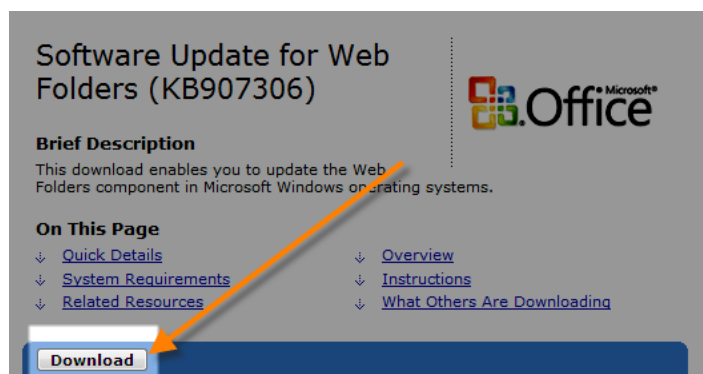 Software Update for Web
Folders (KB907306)
Microsoft®
Office
Brief Description
This download enables you to update the Web
Folders component in Microsoft Windows operating systems.
On This Page
Quick Details
Overview
System Requirements
Instructions
Related Resources
What Others Are Downloading
Download